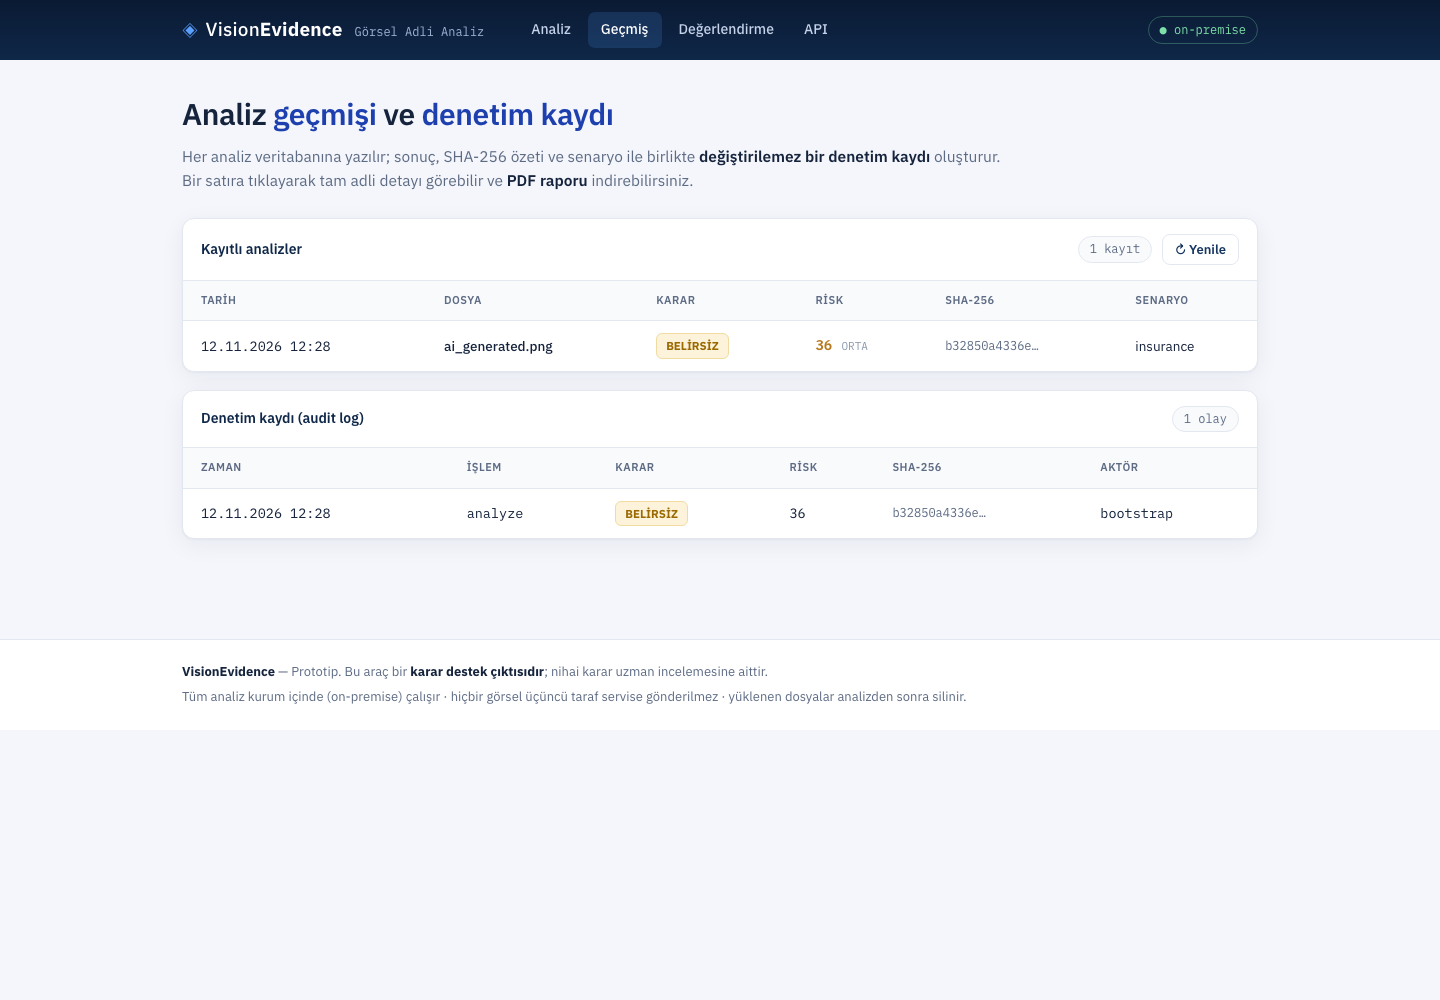 VisionEvidence Görsel Adli Analiz Analiz Geçmiş Değerlendirme API on-premise
Analiz geçmişi ve denetim kaydı
Her analiz veritabanına yazılır; sonuç, SHA-256 özeti ve senaryo ile birlikte değiştirilemez bir denetim kaydı oluşturur.
Bir satıra tıklayarak tam adli detayı görebilir ve PDF raporu indirebilirsiniz.
Kayıtlı analizler 1 kayıt ↻ Yenile
TARİH DOSYA KARAR RİSK SHA-256 SENARYO
12.11.2026 12:28 ai_generated.png BELİRSİZ 36 ORTA b32850a4336e… insurance
Denetim kaydı (audit log) 1 olay
ZAMAN İŞLEM KARAR RİSK SHA-256 AKTÖR
12.11.2026 12:28 analyze BELİRSİZ 36 b32850a4336e… bootstrap
VisionEvidence — Prototip. Bu araç bir karar destek çıktısıdır; nihai karar uzman incelemesine aittir.
Tüm analiz kurum içinde (on-premise) çalışır · hiçbir görsel üçüncü taraf servise gönderilmez · yüklenen dosyalar analizden sonra silinir.